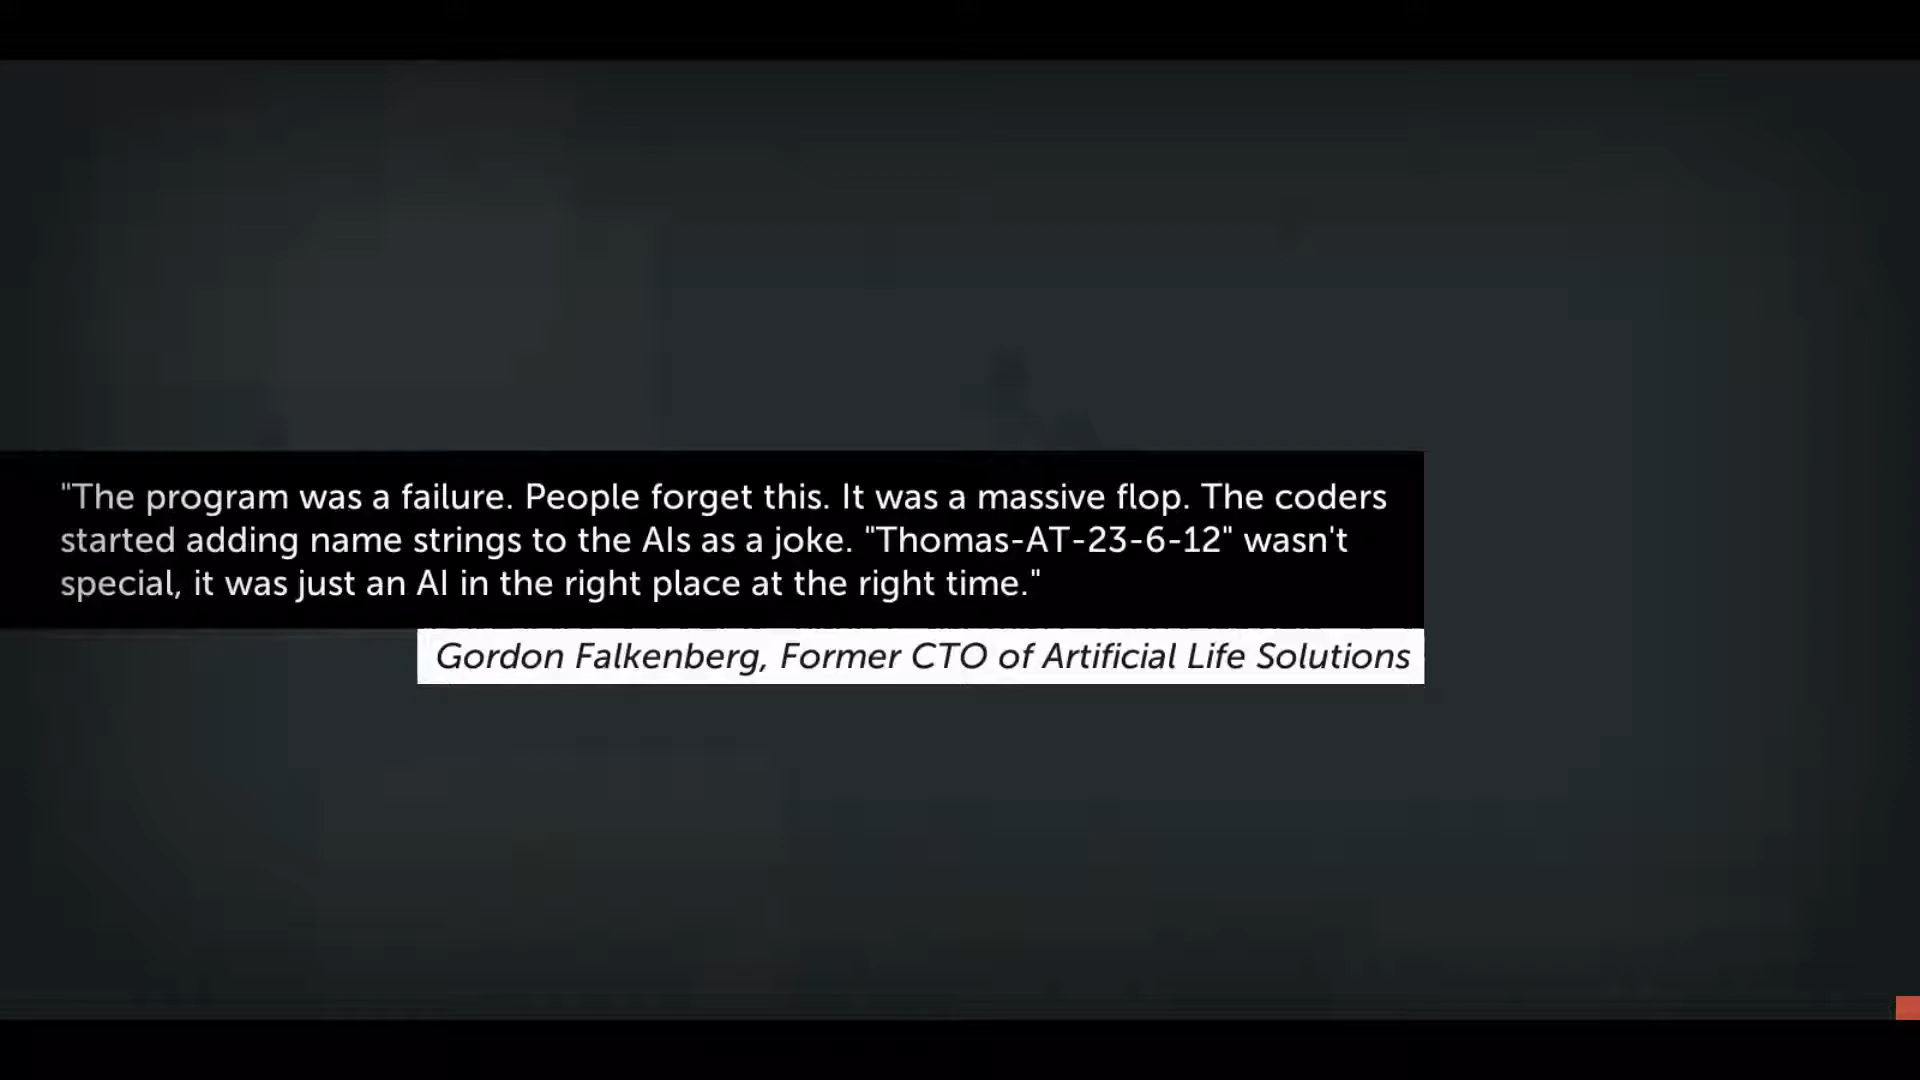 "The program was a failure. People forget this. It was a massive flop. The coders
started adding name strings to the AIs as a joke. "Thomas-AT-23-6-12" wasn't
special, it was just an AI in the right place at the right time."
Gordon Falkenberg, Former CTO of Artificial Life Solutions